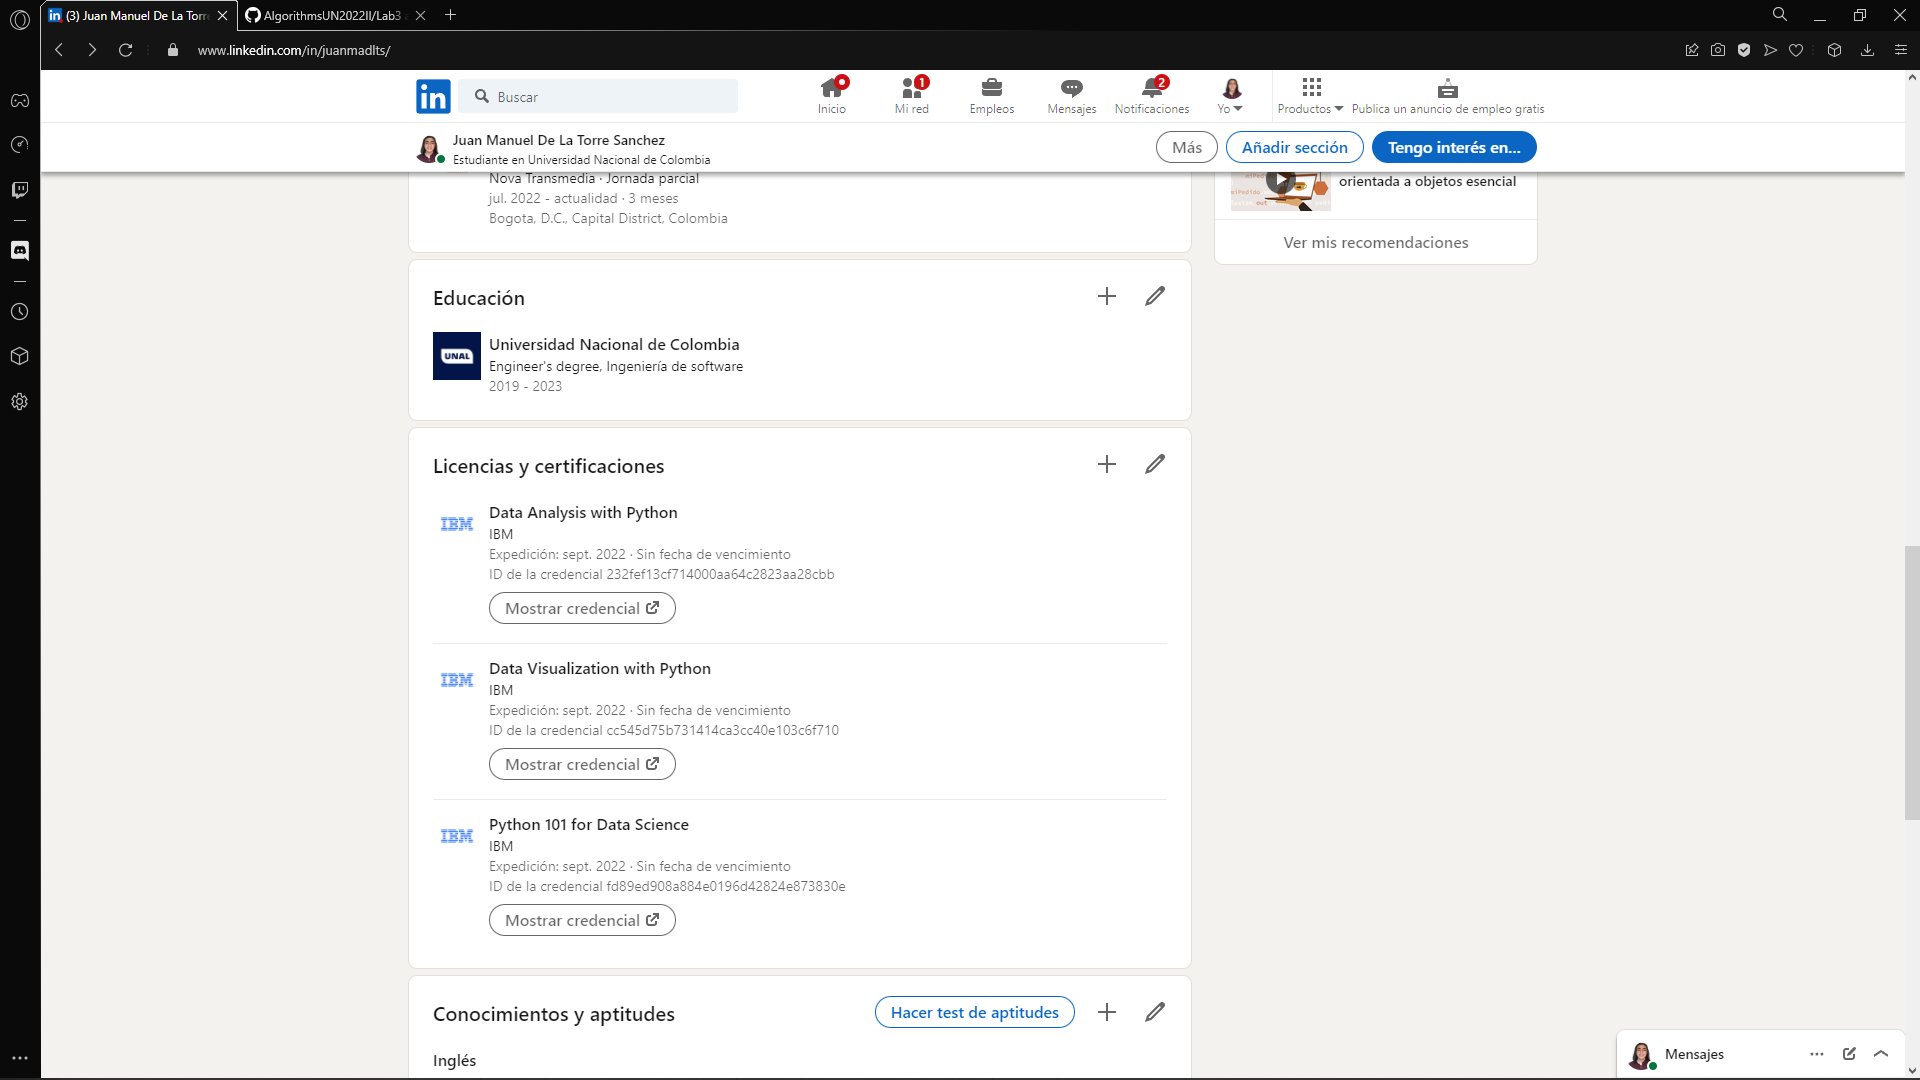 (3) Juan Manuel De La Torre
AlgorithmsUN2022II/Lab3
www.linkedin.com/in/juanmadlts/
in
Buscar
Inicio
1
Mi red
Empleos
Mensajes
2
Notificaciones
Yo
Productos
Publica un anuncio de empleo gratis
Juan Manuel De La Torre Sanchez
Estudiante en Universidad Nacional de Colombia
Más
Añadir sección
Tengo interés en...
Nova Transmedia · Jornada parcial
jul. 2022 - actualidad · 3 meses
Bogota, D.C., Capital District, Colombia
orientada a objetos esencial
Ver mis recomendaciones
Educación
UNAL
Universidad Nacional de Colombia
Engineer's degree, Ingeniería de software
2019 - 2023
Licencias y certificaciones
IBM
Data Analysis with Python
IBM
Expedición: sept. 2022 · Sin fecha de vencimiento
ID de la credencial 232fef13cf714000aa64c2823aa28cbb
Mostrar credencial
IBM
Data Visualization with Python
IBM
Expedición: sept. 2022 · Sin fecha de vencimiento
ID de la credencial cc545d75b731414ca3cc40e103c6f710
Mostrar credencial
IBM
Python 101 for Data Science
IBM
Expedición: sept. 2022 · Sin fecha de vencimiento
ID de la credencial fd89ed908a884e0196d42824e873830e
Mostrar credencial
Conocimientos y aptitudes
Hacer test de aptitudes
Inglés
Mensajes